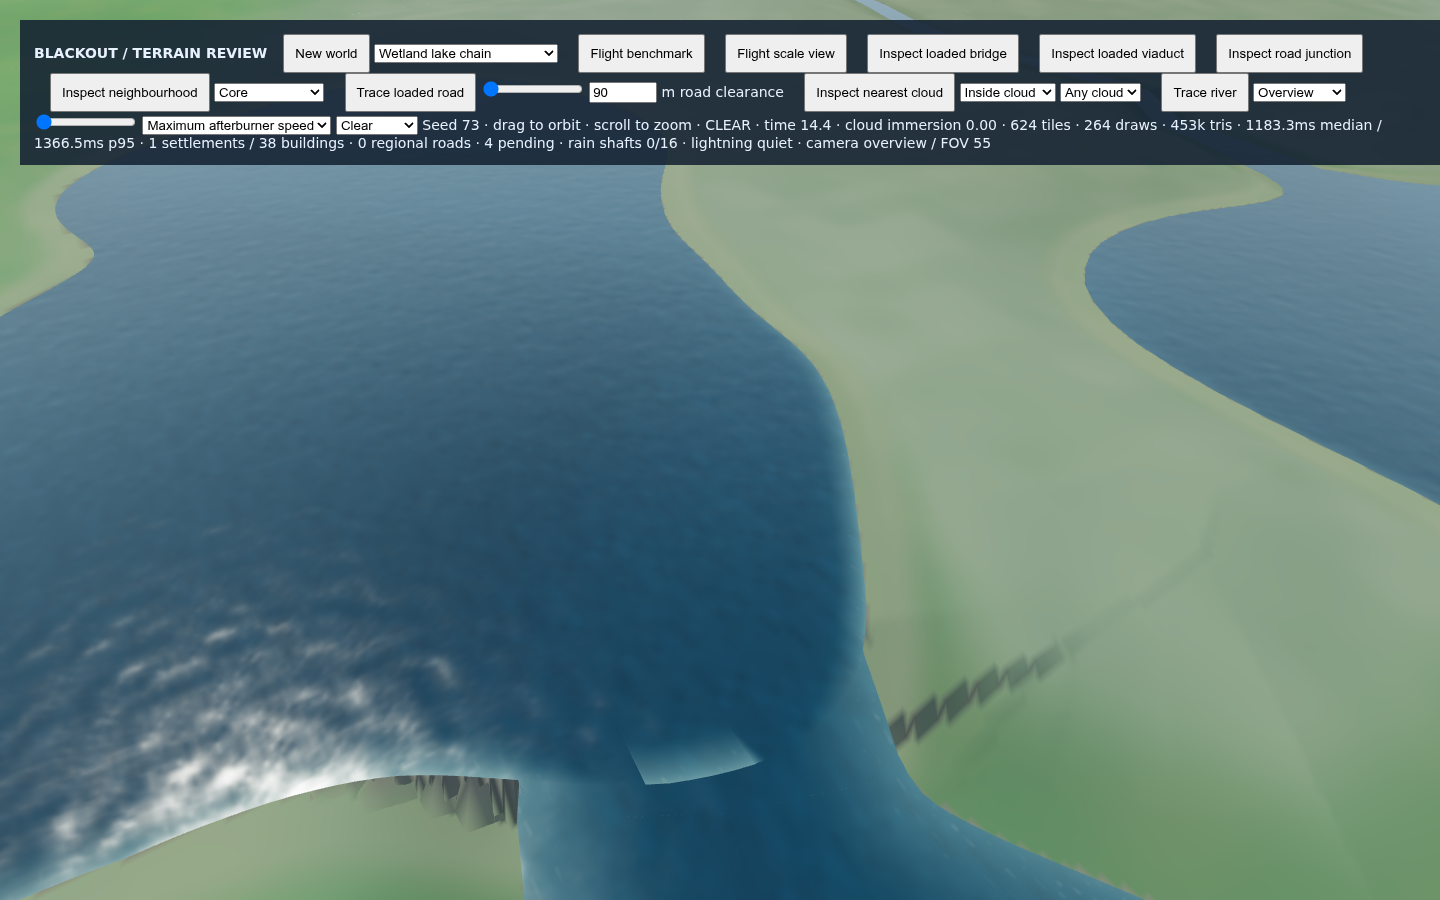 BLACKOUT / TERRAIN REVIEW New world Wetland lake chain Flight benchmark Flight scale view Inspect loaded bridge Inspect loaded viaduct Inspect road junction
Inspect neighbourhood Core Trace loaded road 90 m road clearance Inspect nearest cloud Inside cloud Any cloud Trace river Overview
Maximum afterburner speed Clear Seed 73 · drag to orbit · scroll to zoom · CLEAR · time 14.4 · cloud immersion 0.00 · 624 tiles · 264 draws · 453k tris · 1183.3ms median /
1366.5ms p95 · 1 settlements / 38 buildings · 0 regional roads · 4 pending · rain shafts 0/16 · lightning quiet · camera overview / FOV 55